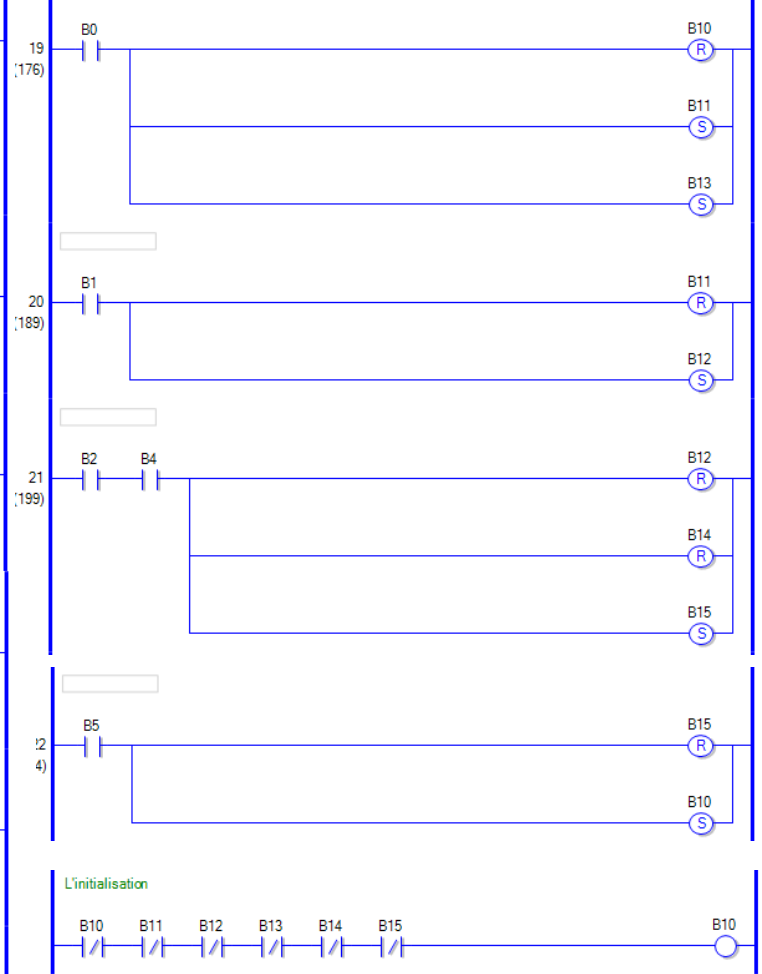 B0 B10
19 R
(176)
B11
S
B13
S
B1 B11
20 R
(189)
B12
S
B2 B4 B12
21 R
(199)
B14
R
B15
S
B5 B15
22 R
4)
B10
S
L'initialisation
B10 B11 B12 B13 B14 B15 B10